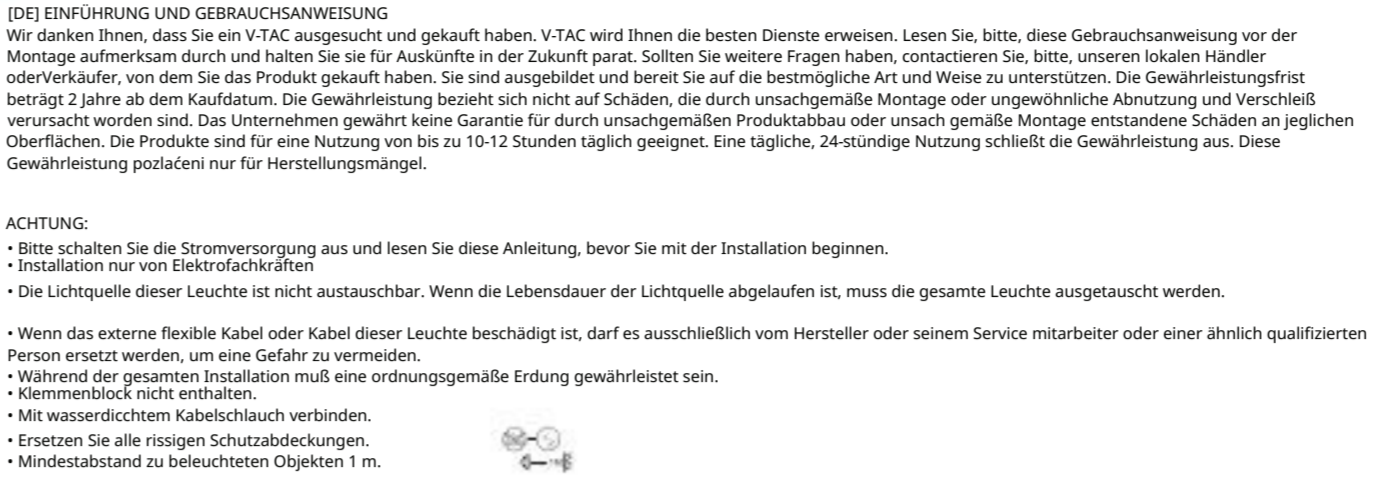 [DE] EINFÜHRUNG UND GEBRAUCHSANWEISUNG
Wir danken Ihnen, dass Sie ein V-TAC ausgesucht und gekauft haben. V-TAC wird Ihnen die besten Dienste erweisen. Lesen Sie, bitte, diese Gebrauchsanweisung vor der
Montage aufmerksam durch und halten Sie sie für Auskünfte in der Zukunft parat. Sollten Sie weitere Fragen haben, contactieren Sie, bitte, unseren lokalen Händler
oderVerkäufer, von dem Sie das Produkt gekauft haben. Sie sind ausgebildet und bereit Sie auf die bestmögliche Art und Weise zu unterstützen. Die Gewährleistungsfrist
beträgt 2 Jahre ab dem Kaufdatum. Die Gewährleistung bezieht sich nicht auf Schäden, die durch unsachgemäße Montage oder ungewöhnliche Abnutzung und Verschleiß
verursacht worden sind. Das Unternehmen gewährt keine Garantie für durch unsachgemäßen Produktabbau oder unsach gemäße Montage entstandene Schäden an jeglichen
Oberflächen. Die Produkte sind für eine Nutzung von bis zu 10-12 Stunden täglich geeignet. Eine tägliche, 24-stündige Nutzung schließt die Gewährleistung aus. Diese
Gewährleistung pozlaćeni nur für Herstellungsmängel.
ACHTUNG:
• Bitte schalten Sie die Stromversorgung aus und lesen Sie diese Anleitung, bevor Sie mit der Installation beginnen.
• Installation nur von Elektrofachkräften
• Die Lichtquelle dieser Leuchte ist nicht austauschbar. Wenn die Lebensdauer der Lichtquelle abgelaufen ist, muss die gesamte Leuchte ausgetauscht werden.
• Wenn das externe flexible Kabel oder Kabel dieser Leuchte beschädigt ist, darf es ausschließlich vom Hersteller oder seinem Service mitarbeiter oder einer ähnlich qualifizierten
Person ersetzt werden, um eine Gefahr zu vermeiden.
• Während der gesamten Installation muß eine ordnungsgemäße Erdung gewährleistet sein.
• Klemmenblock nicht enthalten.
• Mit wasserdicchtem Kabelschlauch verbinden.
• Ersetzen Sie alle rissigen Schutzabdeckungen.
• Mindestabstand zu beleuchteten Objekten 1 m.